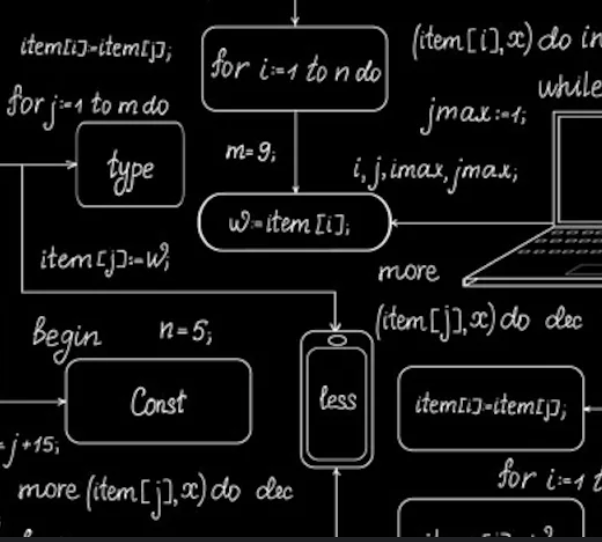 item[i]:=item[j];
for i:=1 to n do
(item[i],x) do in
for j:=1 to m do
while
jmax:=1;
type
m=9;
i, j, imax, jmax;
w:=item[i];
item[j]:=w;
more
begin
n=5;
(item[j],x) do dec
Const
less
item[i]:=item[j];
=j+15;
more (item[j],x) do dec
for i:=1 t